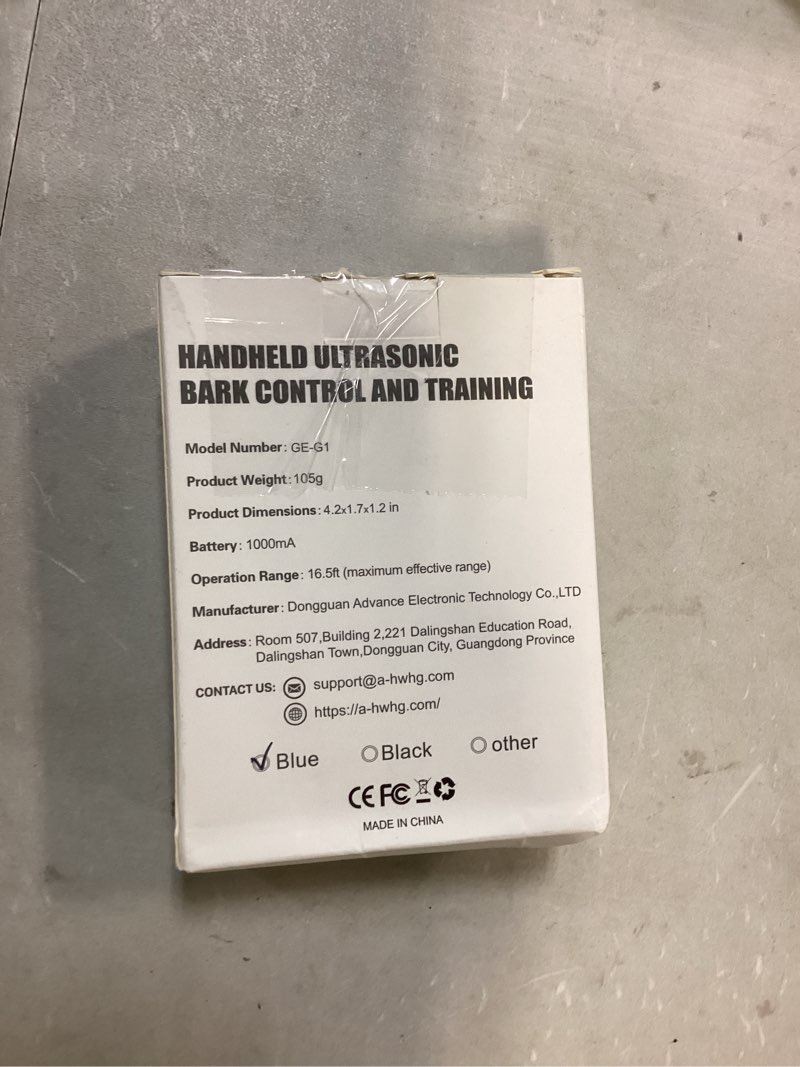 HANDHELD ULTRASONIC
BARK CONTROL AND TRAINING
Model Number: GE-G1
Product Weight: 105g
Product Dimensions: 4.2x1.7x1.2 in
Battery: 1000mA
Operation Range: 16.5ft (maximum effective range)
Manufacturer: Dongguan Advance Electronic Technology Co.,LTD
Address: Room 507,Building 2,221 Dalingshan Education Road,
Dalingshan Town,Dongguan City, Guangdong Province
CONTACT US: support@a-hwhg.com
https://a-hwhg.com/
Blue Black other
CE FC
MADE IN CHINA